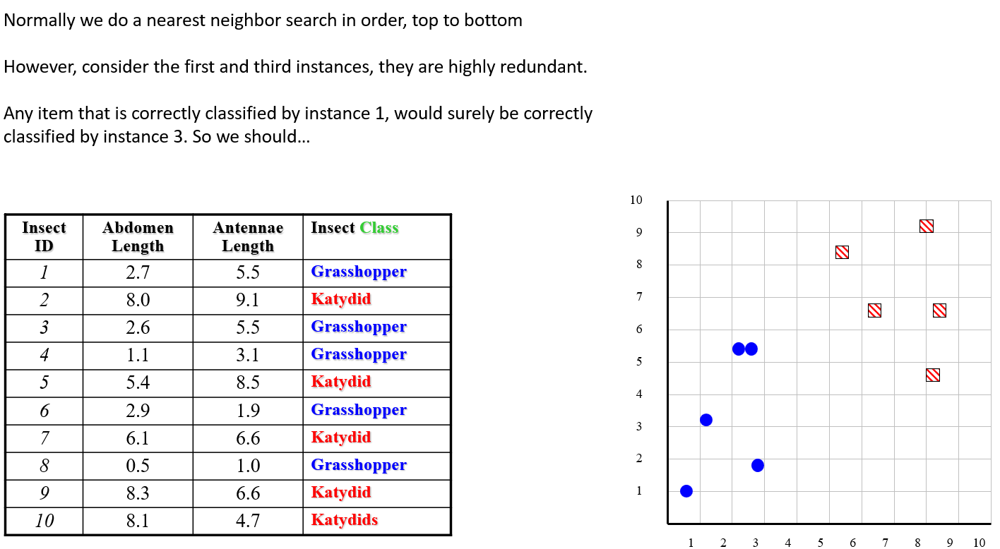 Normally we do a nearest neighbor search in order, top to bottom
However, consider the first and third instances, they are highly redundant.
Any item that is correctly classified by instance 1, would surely be correctly
classified by instance 3. So we should...
Insect ID Abdomen Length Antennae Length Insect Class
1 2.7 5.5 Grasshopper
2 8.0 9.1 Katydid
3 2.6 5.5 Grasshopper
4 1.1 3.1 Grasshopper
5 5.4 8.5 Katydid
6 2.9 1.9 Grasshopper
7 6.1 6.6 Katydid
8 0.5 1.0 Grasshopper
9 8.3 6.6 Katydid
10 8.1 4.7 Katydids
10
9
8
7
6
5
4
3
2
1
1 2 3 4 5 6 7 8 9 10